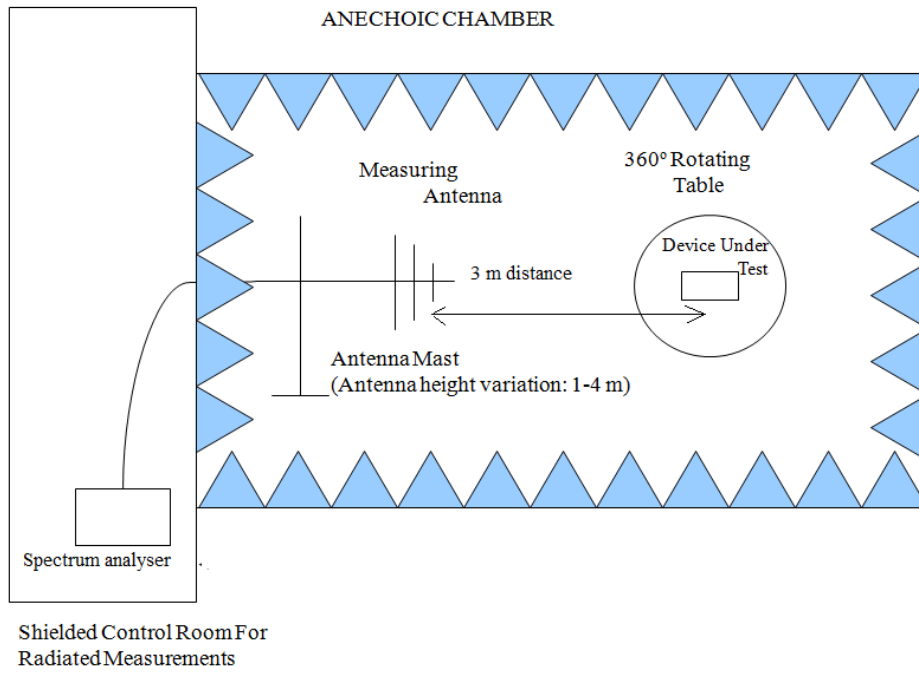 ANECHOIC CHAMBER
Measuring
Antenna
360º Rotating
Table
Device Under
Test
3 m distance
Antenna Mast
(Antenna height variation: 1-4 m)
Spectrum analyser
Shielded Control Room For
Radiated Measurements